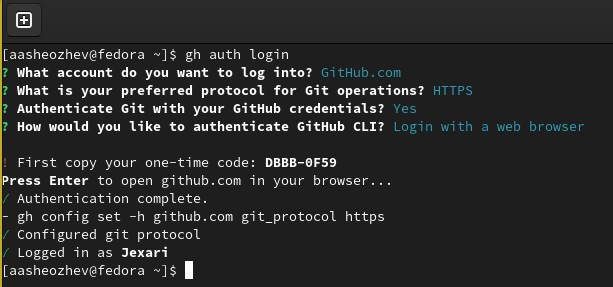 [aasheozhev@fedora ~]$ gh auth login
? What account do you want to log into? GitHub.com
? What is your preferred protocol for Git operations? HTTPS
? Authenticate Git with your GitHub credentials? Yes
? How would you like to authenticate GitHub CLI? Login with a web browser
! First copy your one-time code: DBBB-0F59
Press Enter to open github.com in your browser...
✓ Authentication complete.
- gh config set -h github.com git_protocol https
✓ Configured git protocol
✓ Logged in as Jexari
[aasheozhev@fedora ~]$